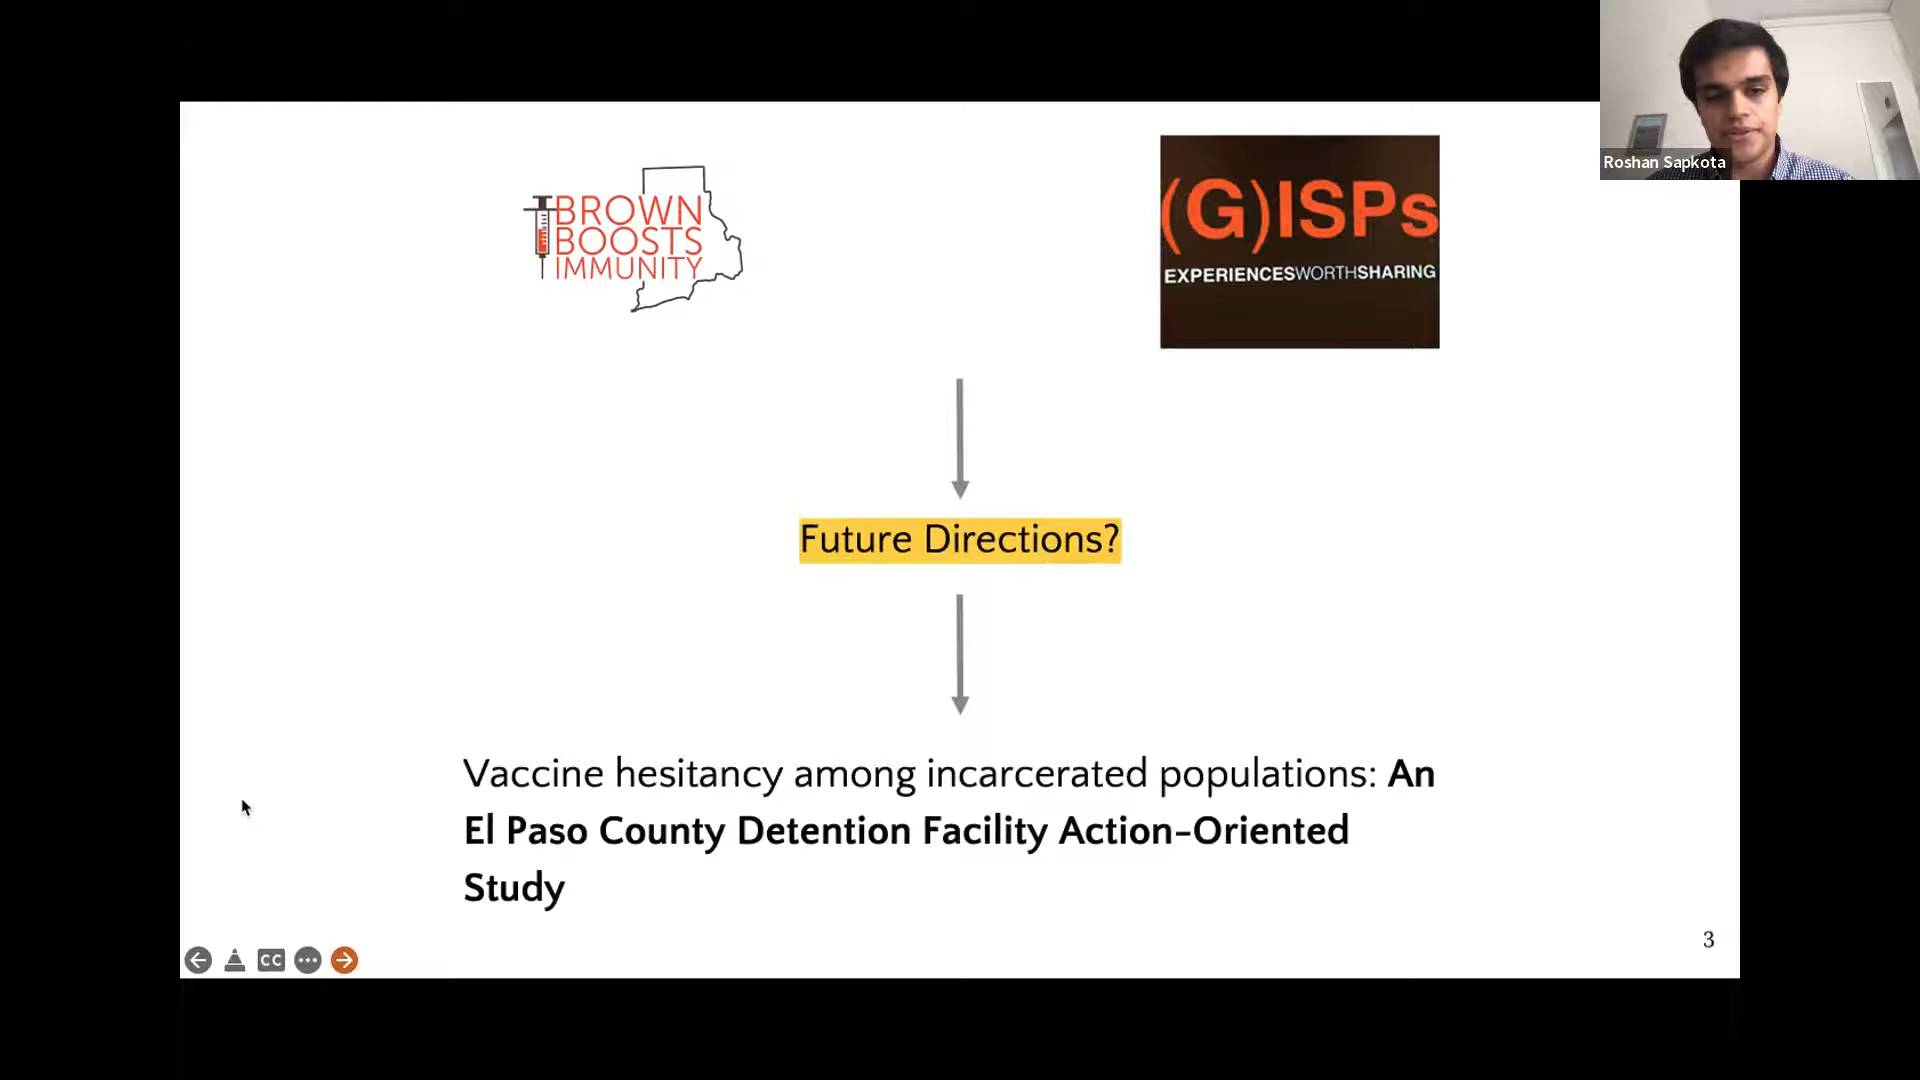 Roshan Sapkota
BROWN
BOOSTS
IMMUNITY
(G)ISPs
EXPERIENCESWORTHSHARING
Future Directions?
Vaccine hesitancy among incarcerated populations: An
El Paso County Detention Facility Action-Oriented
Study
3
CC